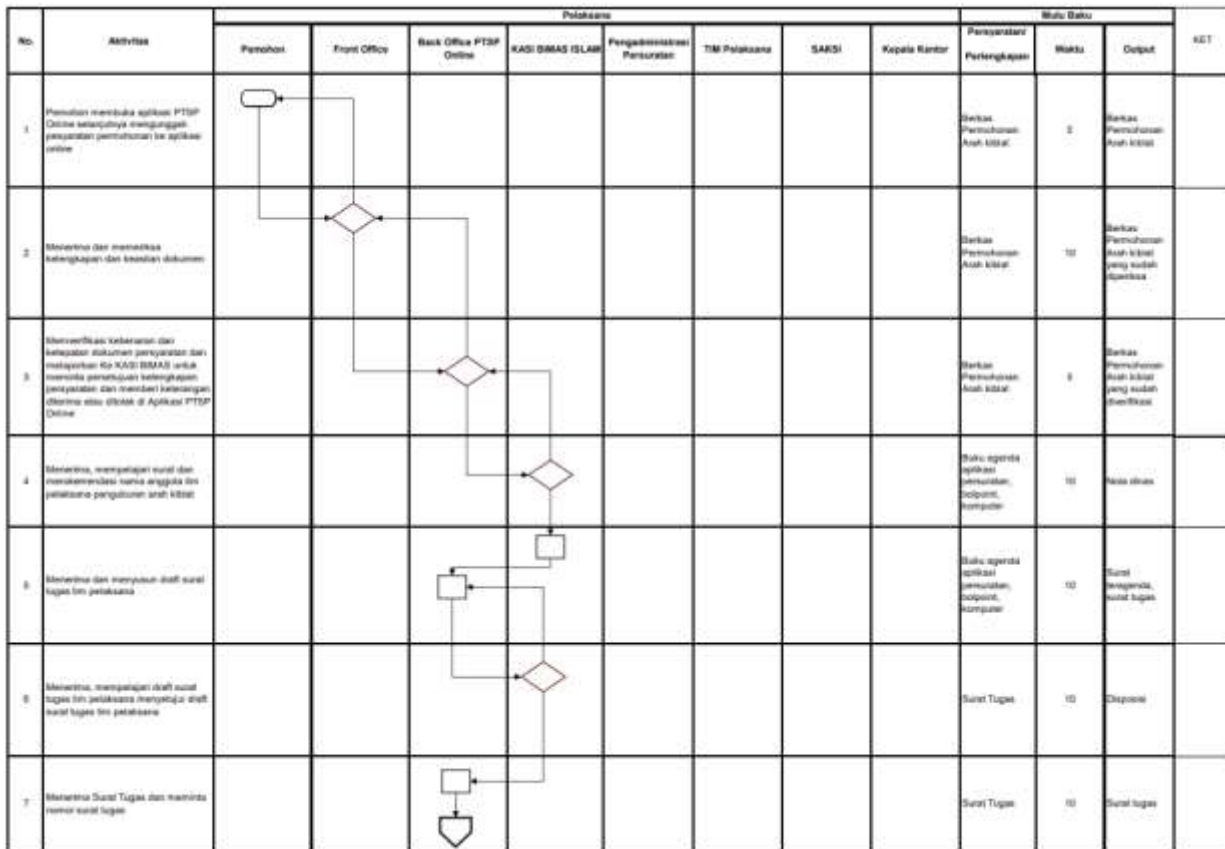 Pelaksana
Mutu Baku
No.
Aktivitas
Pemohon
Front Office
Back Office PTSP
Online
KASI BIMAS ISLAM
Pengadministrasi
Persuratan
TIM Pelaksana
SAKSI
Kepala Kantor
Persyaratan/
Perlengkapan
Waktu
Output
KET
1
Pemohon membuka aplikasi PTSP
Online selanjutnya mengunggah
persyaratan permohonan ke aplikasi
online
Berkas
Permohonan
Arah kiblat
Berkas
Permohonan
Arah kiblat
2
Menerima dan memeriksa
kelengkapan dan keaslian dokumen
Berkas
Permohonan
Arah kiblat
10
Berkas
Permohonan
Arah kiblat
yang sudah
diperiksa
3
Memverifikasi kebenaran dan
ketepatan dokumen persyaratan dan
melaporkan Ke KASI BIMAS untuk
meminta persetujuan kelengkapan
persyaratan dan memberi keterangan
diterima atau ditolak di Aplikasi PTSP
Online
Berkas
Permohonan
Arah kiblat
Berkas
Permohonan
Arah kiblat
yang sudah
diverifikasi
4
Menerima, mempelajari surat dan
merekomendasi nama anggota tim
pelaksana pengukuran arah kiblat
Buku agenda
aplikasi
persuratan,
bolpoint,
komputer
10
Nota dinas
5
Menerima dan menyusun draft surat
tugas tim pelaksana
Buku agenda
aplikasi
persuratan,
bolpoint,
komputer
10
Surat
teragenda,
surat tugas
6
Menerima, mempelajari draft surat
tugas tim pelaksana menyetujui draft
surat tugas tim pelaksana
Surat Tugas
10
Disposisi
7
Menerima Surat Tugas dan meminta
nomor surat tugas
Surat Tugas
10
Surat tugas